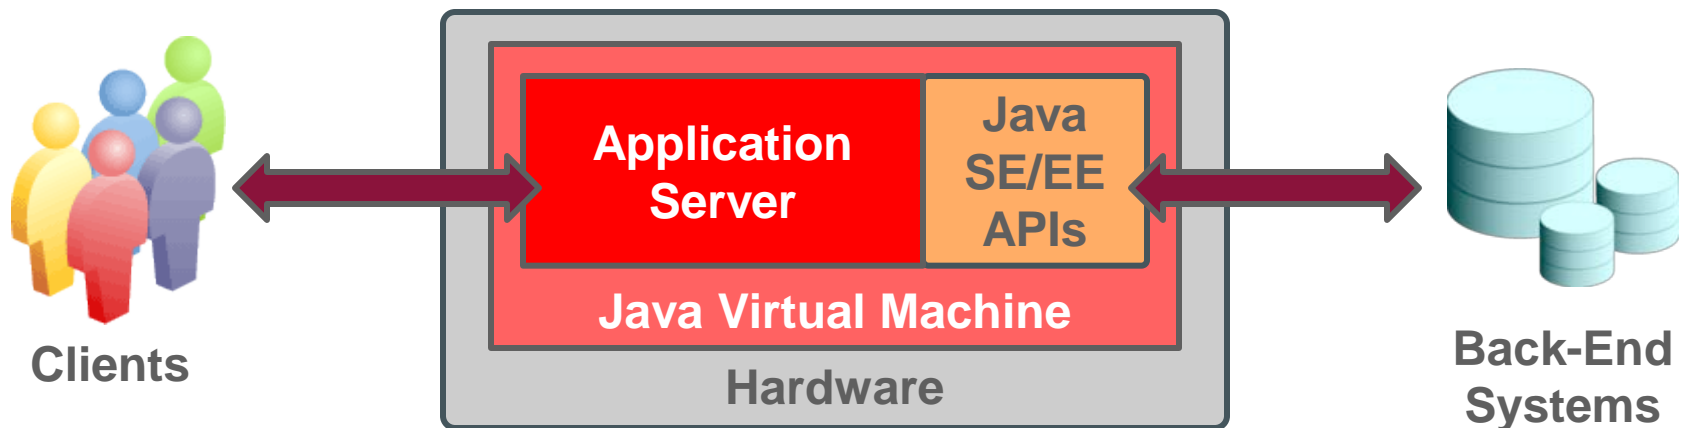 Application
Server
Java
SE/EE
APIs
Java Virtual Machine
Hardware
Clients
Back-End
Systems